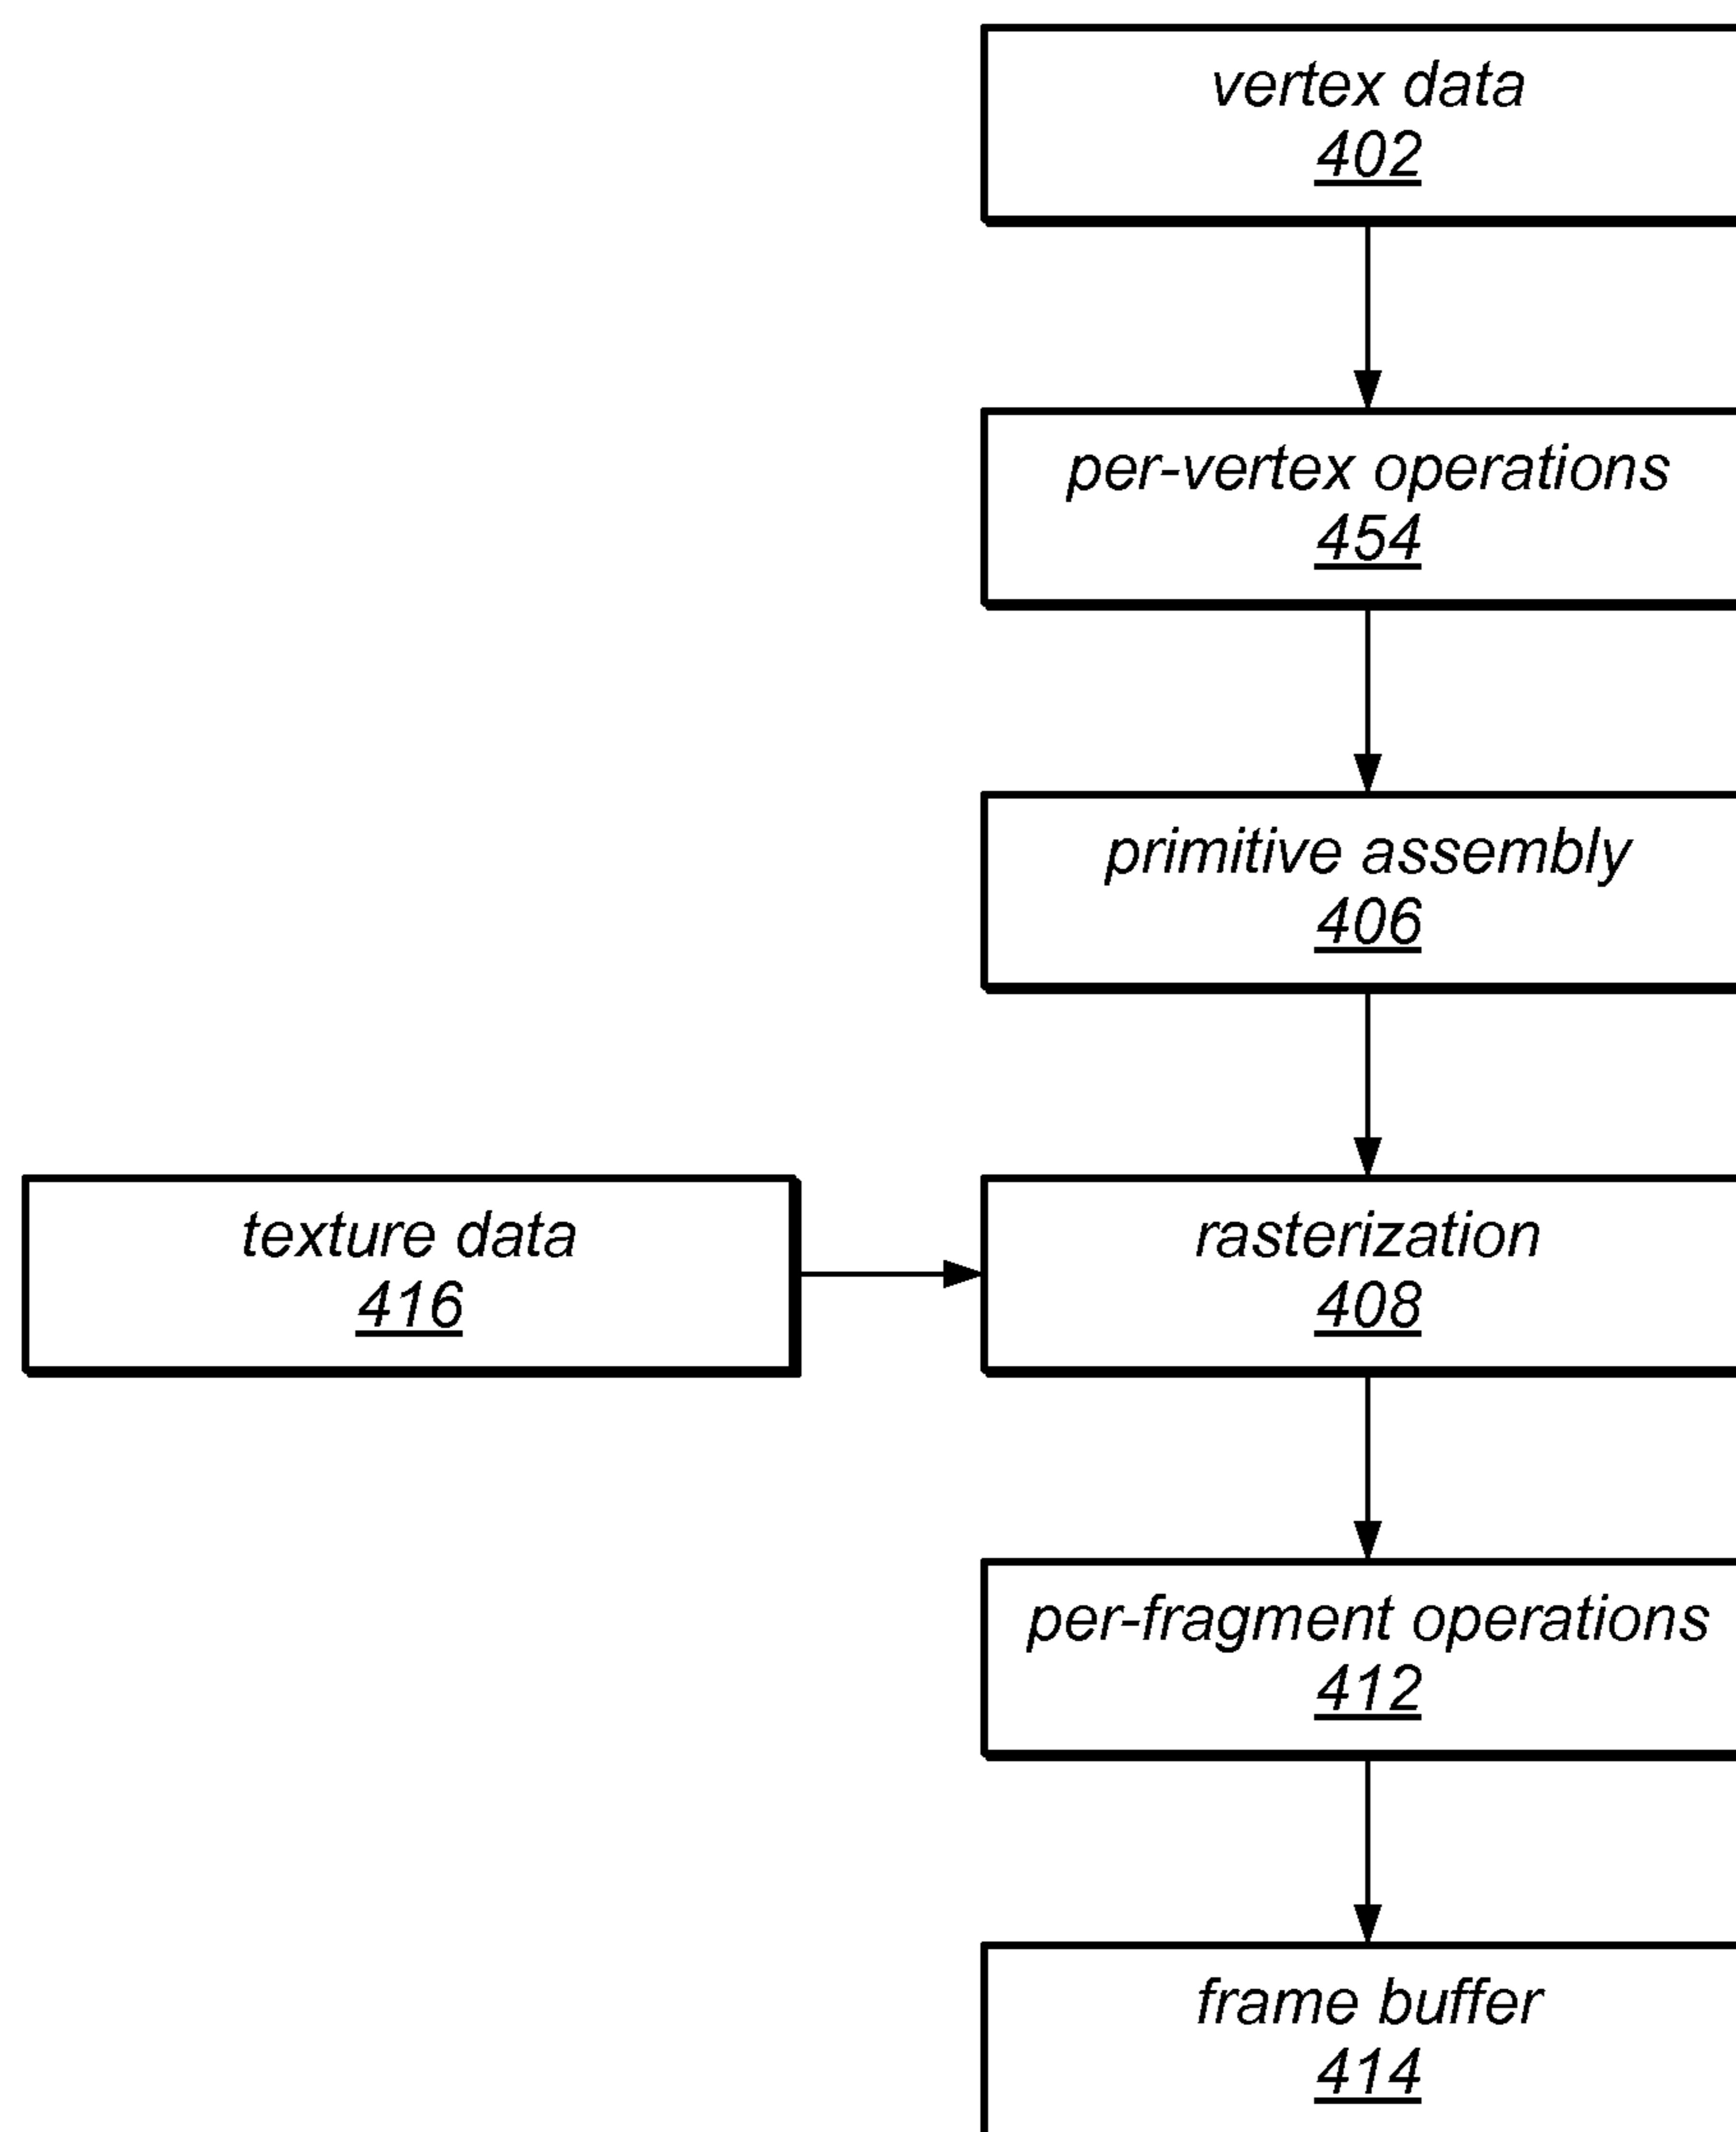 vertex data
402
per-vertex operations
454
primitive assembly
406
texture data
416
rasterization
408
per-fragment operations
412
frame buffer
414